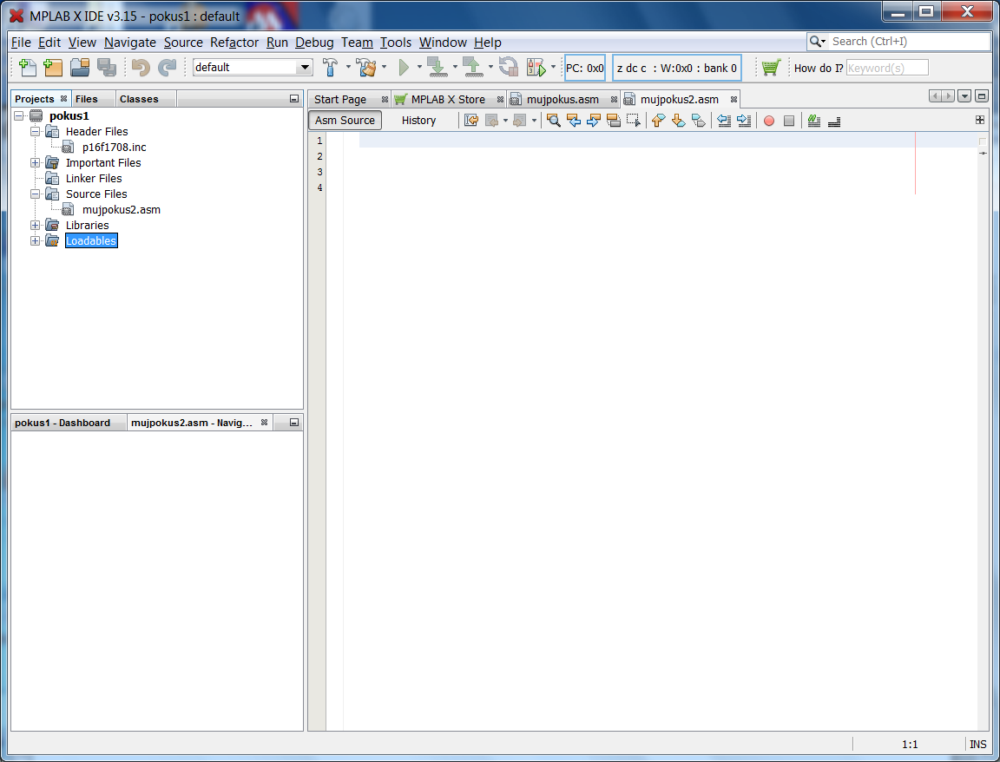 MPLAB X IDE v3.15 - pokus1 : default
File Edit View Navigate Source Refactor Run Debug Team Tools Window Help
Search (Ctrl+I)
default
PC: 0x0
z dc c : W:0x0 : bank 0
How do I?
Keyword(s)
Projects
Files
Classes
pokus1
Header Files
p16f1708.inc
Important Files
Linker Files
Source Files
mujpokus2.asm
Libraries
Loadables
Start Page
MPLAB X Store
mujpokus.asm
mujpokus2.asm
Asm Source
History
1
2
3
4
pokus1 - Dashboard
mujpokus2.asm - Navig...
1:1
INS